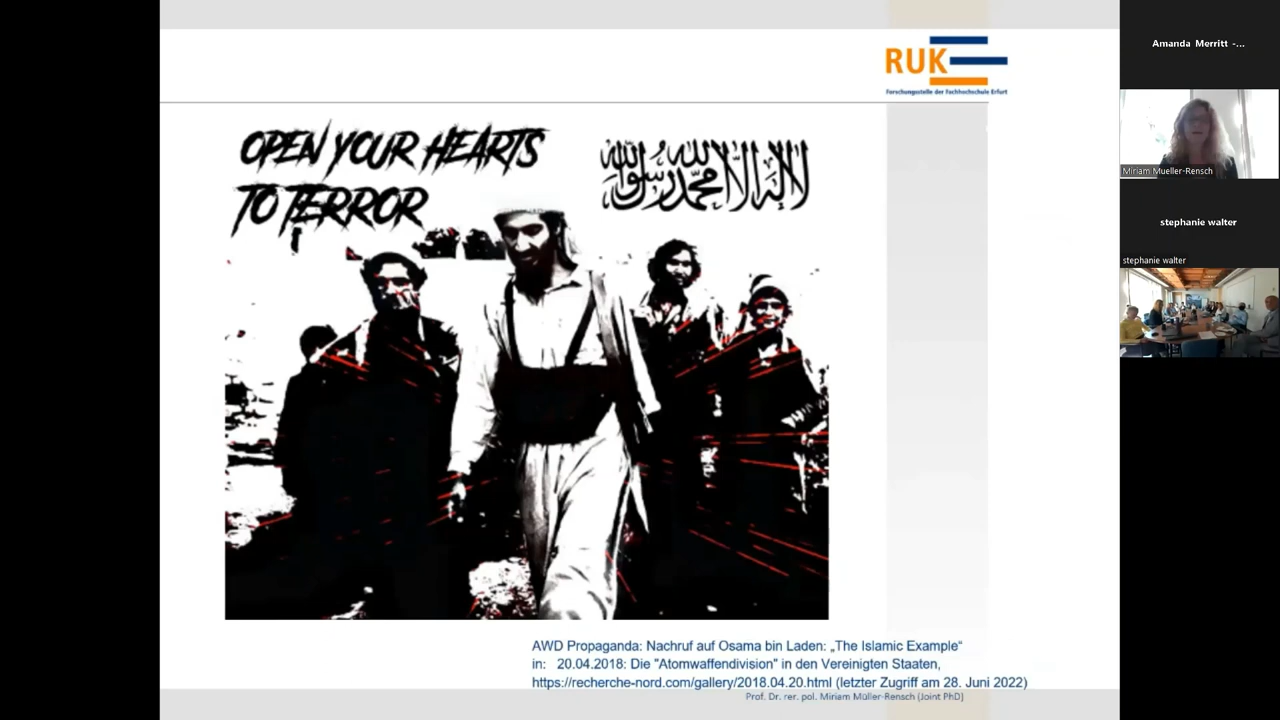 RUK
Forschungsstelle der Fachhochschule Erfurt
OPEN YOUR HEARTS
TO TERROR
لا إله إلا الله محمد رسول الله
AWD Propaganda: Nachruf auf Osama bin Laden: „The Islamic Example“
in: 20.04.2018: Die "Atomwaffendivision" in den Vereinigten Staaten,
https://recherche-nord.com/gallery/2018.04.20.html (letzter Zugriff am 28. Juni 2022)
Prof. Dr. rer. pol. Miriam Müller-Rensch (Joint PhD)
Amanda Merritt -...
Miriam Mueller-Rensch
stephanie walter
stephanie walter